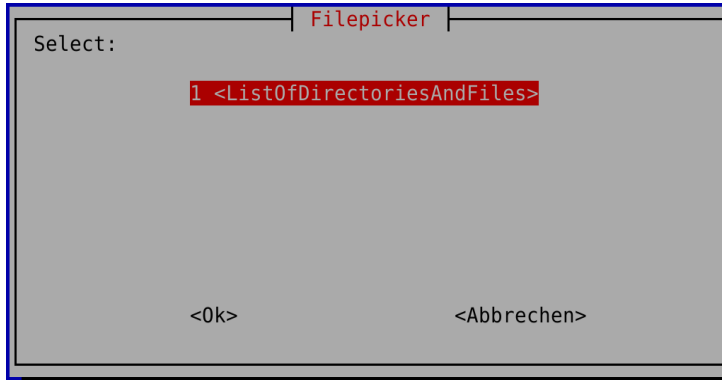 Filepicker
Select:
1 <ListOfDirectoriesAndFiles>
<Ok> <Abbrechen>